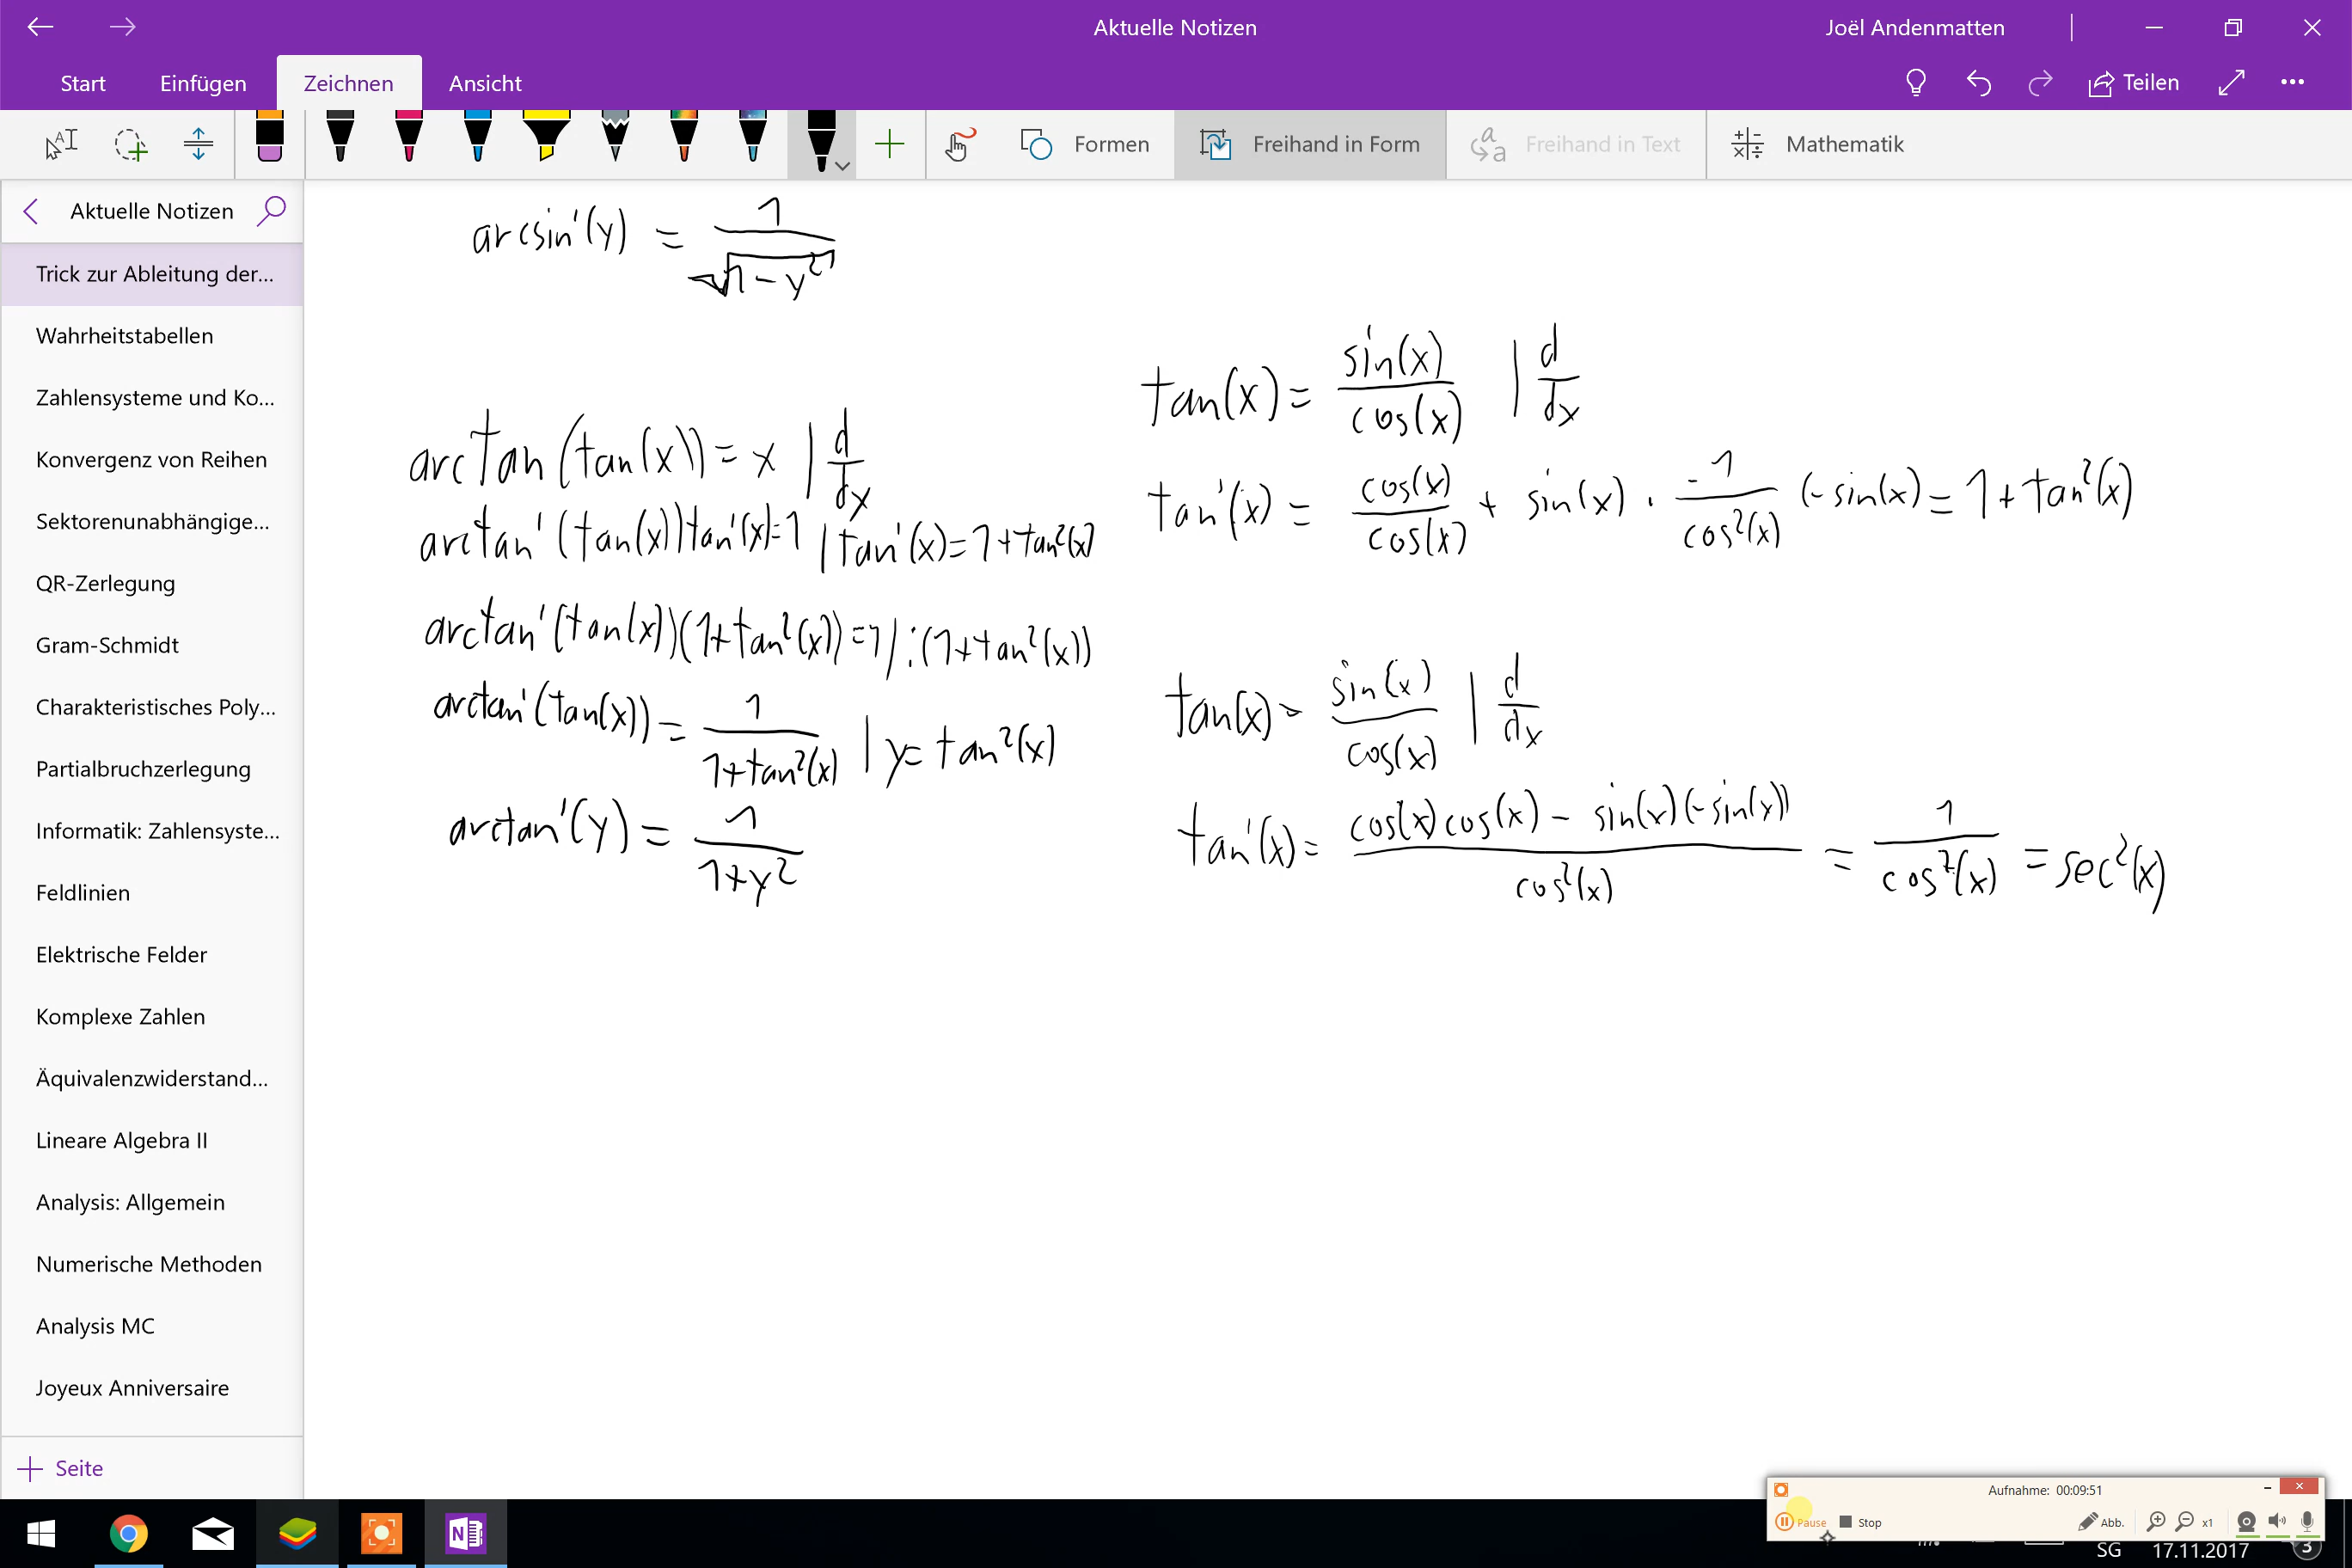 Aktuelle Notizen
Joël Andenmatten
Start Einfügen Zeichnen Ansicht
Teilen
Formen Freihand in Form Freihand in Text Mathematik
Aktuelle Notizen
Trick zur Ableitung der...
Wahrheitstabellen
Zahlensysteme und Ko...
Konvergenz von Reihen
Sektorenunabhängige...
QR-Zerlegung
Gram-Schmidt
Charakteristisches Poly...
Partialbruchzerlegung
Informatik: Zahlensyste...
Feldlinien
Elektrische Felder
Komplexe Zahlen
Äquivalenzwiderstand...
Lineare Algebra II
Analysis: Allgemein
Numerische Methoden
Analysis MC
Joyeux Anniversaire
Seite
arcsin'(y) = 1/√(1-y²)
arctan(tan(x)) = x | d/dx
arctan'(tan(x))tan'(x)=1 | tan'(x)=1+tan²(x)
arctan'(tan(x))(1+tan²(x))=1 | :(1+tan²(x))
arctan'(tan(x)) = 1/(1+tan²(x)) | y= tan²(x)
arctan'(y) = 1/(1+y²)
tan(x) = sin(x)/cos(x) | d/dx
tan'(x) = cos(x)/cos(x) + sin(x) · -1/cos²(x) (-sin(x) = 1+tan²(x)
tan(x) = sin(x)/cos(x) | d/dx
tan'(x) = (cos(x)cos(x) - sin(x)(-sin(x))/cos²(x) = 1/cos²(x) = sec²(x)
Aufnahme: 00:09:51
Pause Stop Abb. x1
SG 17.11.2017 3